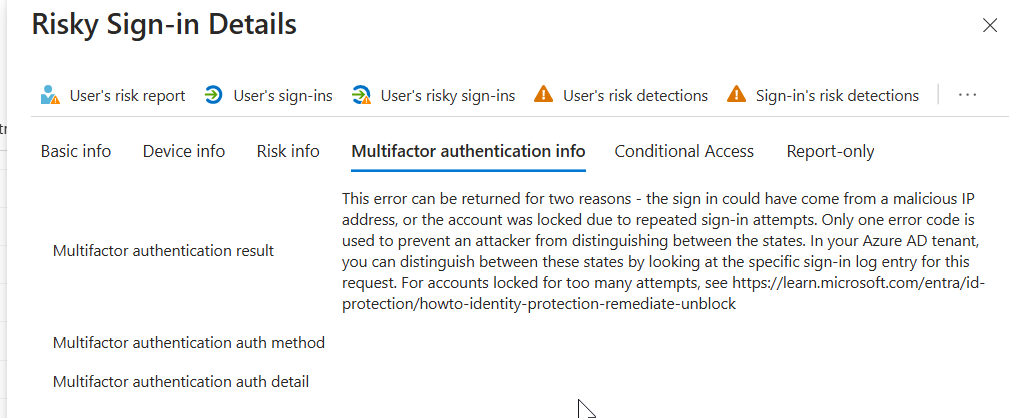 Risky Sign-in Details
User's risk report User's sign-ins User's risky sign-ins User's risk detections Sign-in's risk detections ...
Basic info Device info Risk info Multifactor authentication info Conditional Access Report-only
This error can be returned for two reasons - the sign in could have come from a malicious IP
address, or the account was locked due to repeated sign-in attempts. Only one error code is
used to prevent an attacker from distinguishing between the states. In your Azure AD tenant,
Multifactor authentication result
you can distinguish between these states by looking at the specific sign-in log entry for this
request. For accounts locked for too many attempts, see https://learn.microsoft.com/entra/id-
protection/howto-identity-protection-remediate-unblock
Multifactor authentication auth method
Multifactor authentication auth detail